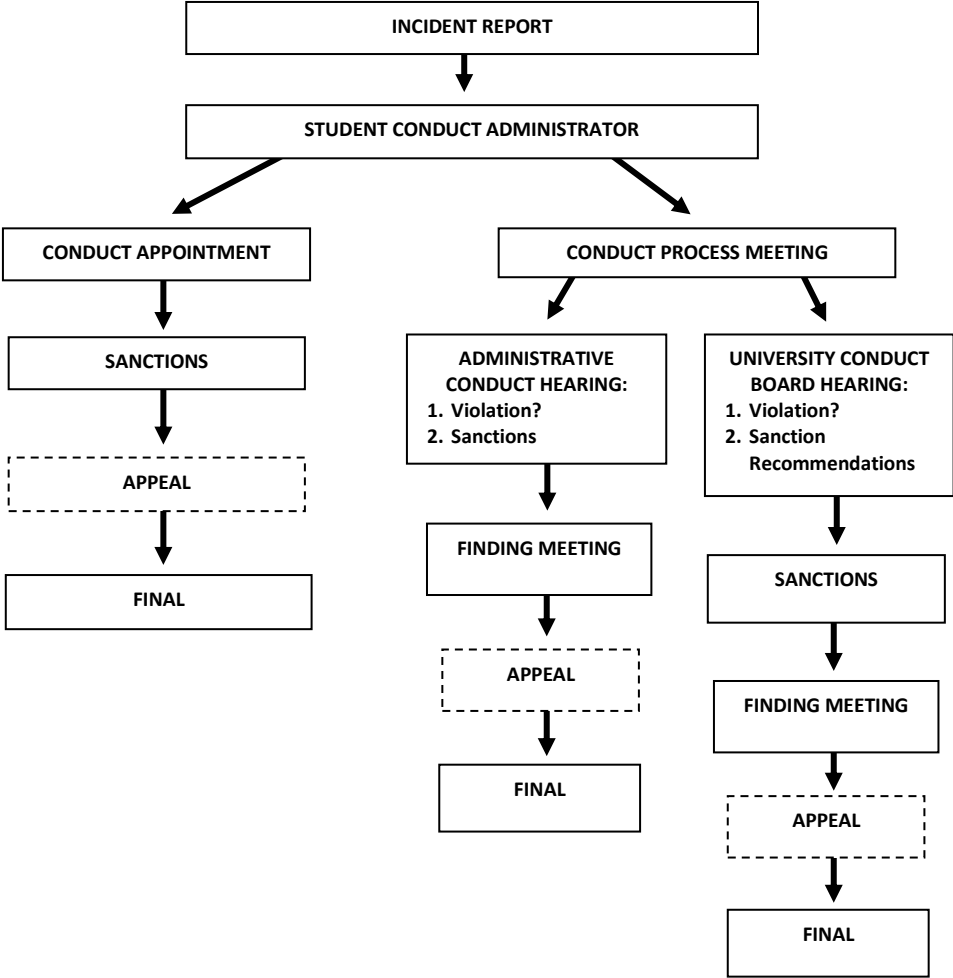 INCIDENT REPORT
STUDENT CONDUCT ADMINISTRATOR
CONDUCT APPOINTMENT
SANCTIONS
APPEAL
FINAL
CONDUCT PROCESS MEETING
ADMINISTRATIVE
CONDUCT HEARING:
1. Violation?
2. Sanctions
FINDING MEETING
APPEAL
FINAL
UNIVERSITY CONDUCT
BOARD HEARING:
1. Violation?
2. Sanction
Recommendations
SANCTIONS
FINDING MEETING
APPEAL
FINAL